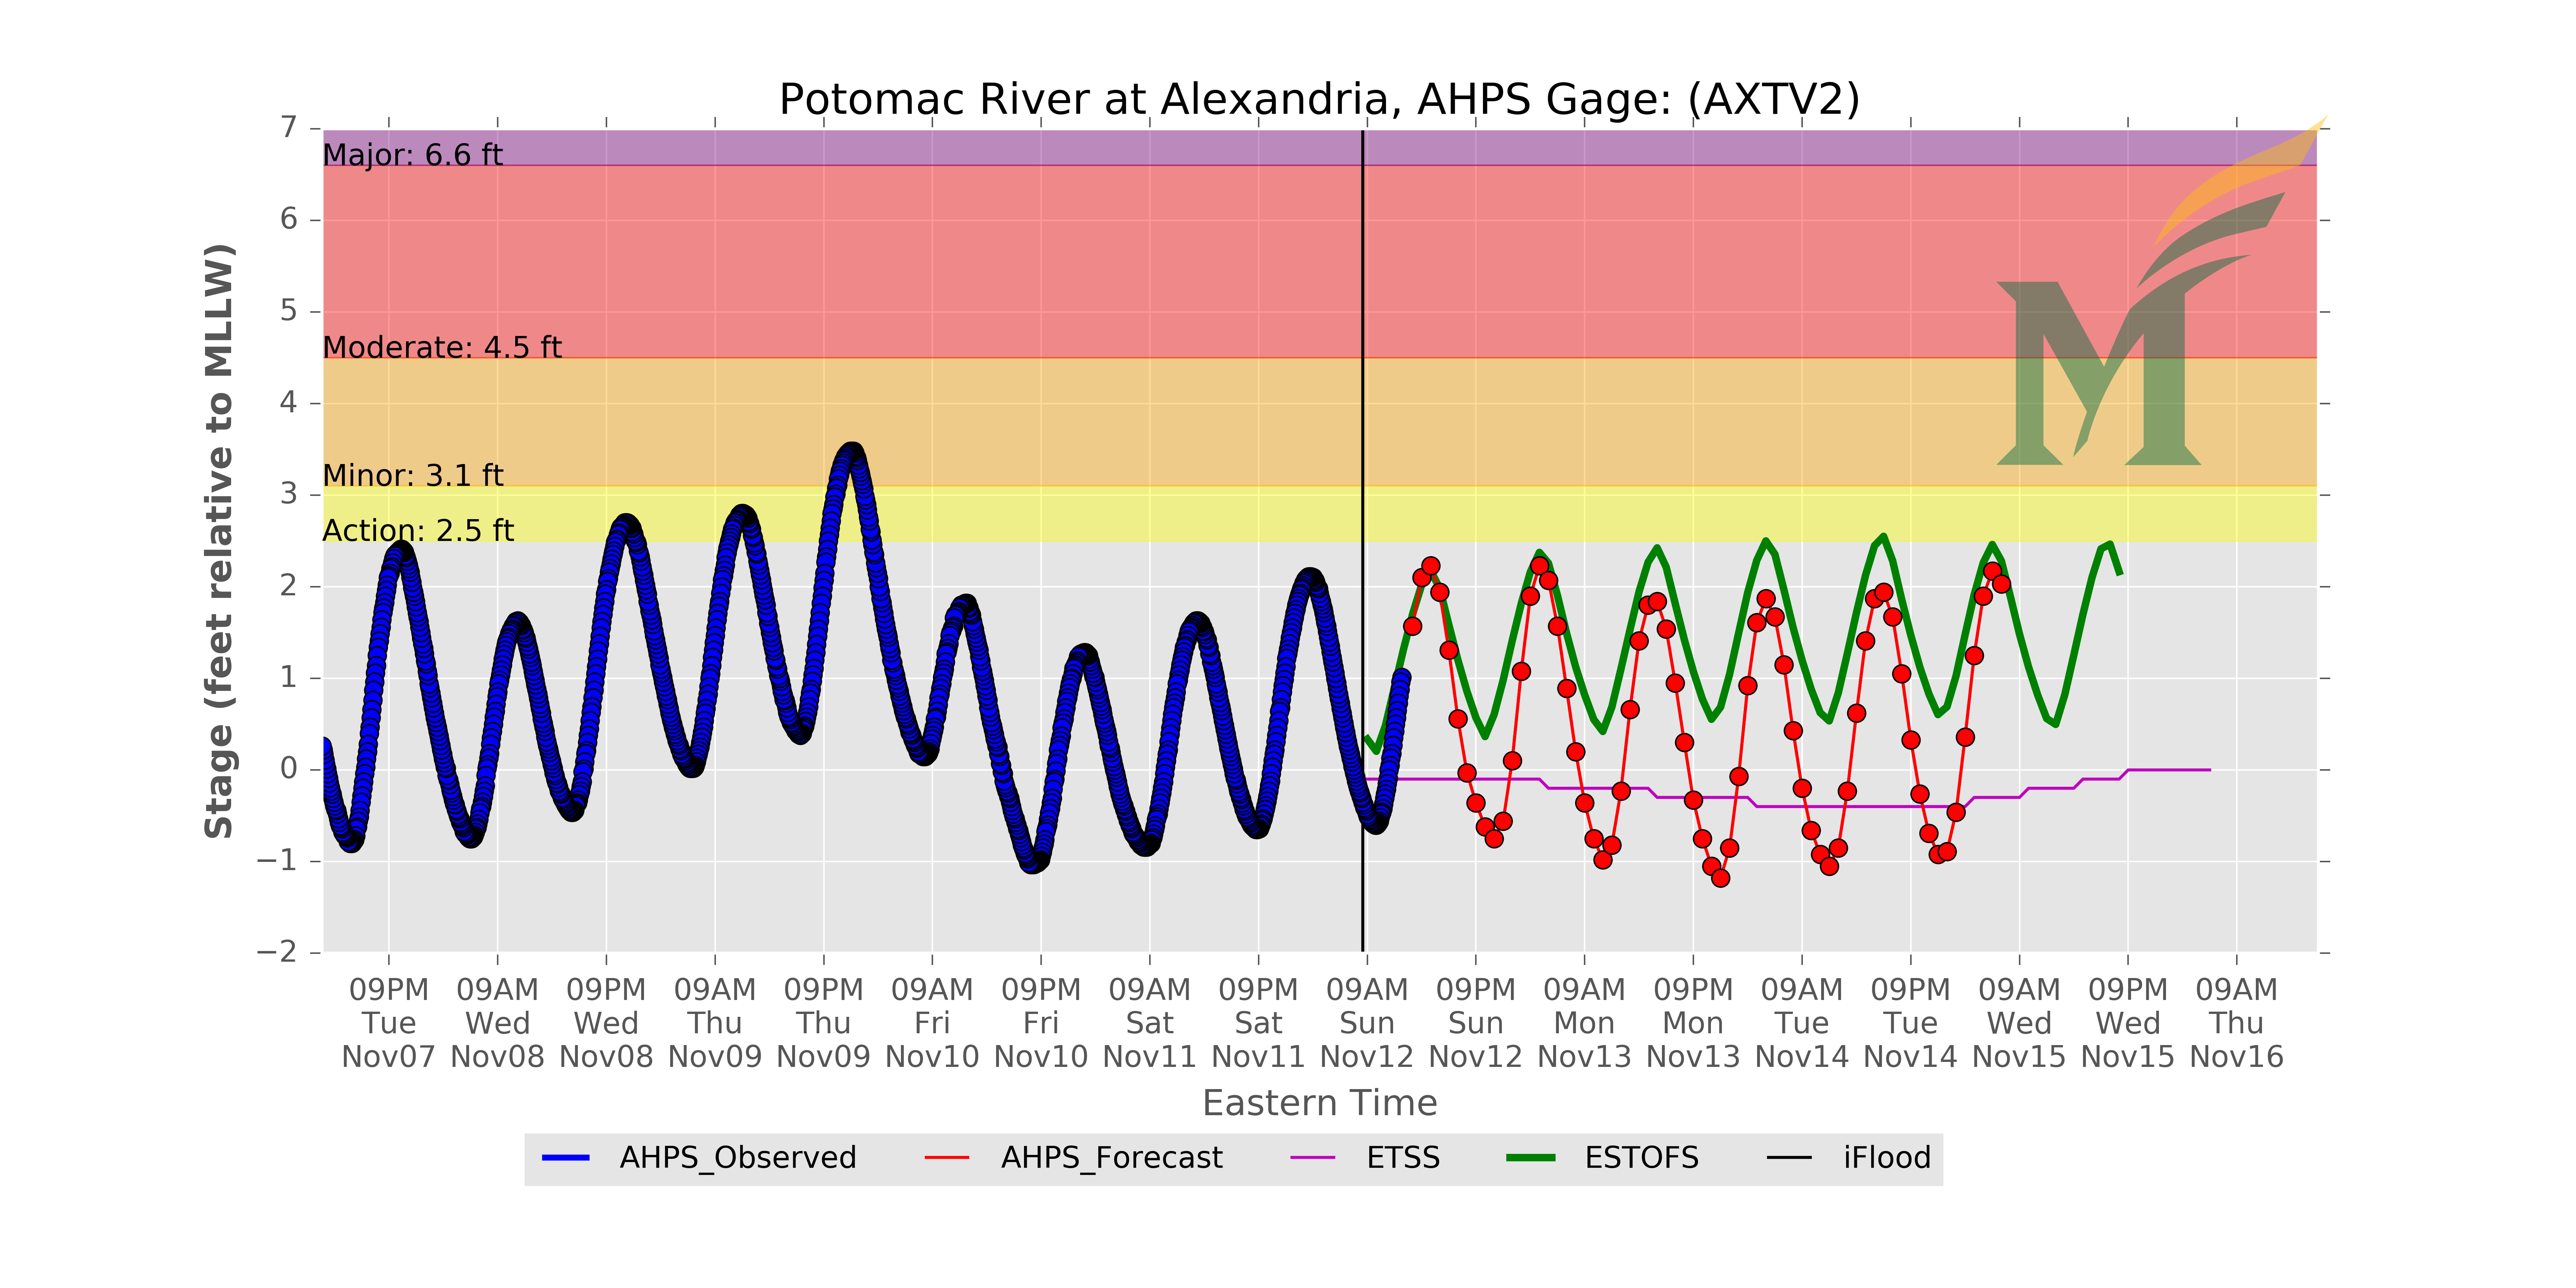 Potomac River at Alexandria, AHPS Gage: (AXTV2)
Stage (feet relative to MLLW)
7
6
5
4
3
2
1
0
−1
−2
Major: 6.6 ft
Moderate: 4.5 ft
Minor: 3.1 ft
Action: 2.5 ft
M
09PM 09AM 09PM 09AM 09PM 09AM 09PM 09AM 09PM 09AM 09PM 09AM 09PM 09AM 09PM 09AM 09PM 09AM
Tue Wed Wed Thu Thu Fri Fri Sat Sat Sun Sun Mon Mon Tue Tue Wed Wed Thu
Nov07 Nov08 Nov08 Nov09 Nov09 Nov10 Nov10 Nov11 Nov11 Nov12 Nov12 Nov13 Nov13 Nov14 Nov14 Nov15 Nov15 Nov16
Eastern Time
AHPS_Observed AHPS_Forecast ETSS ESTOFS iFlood